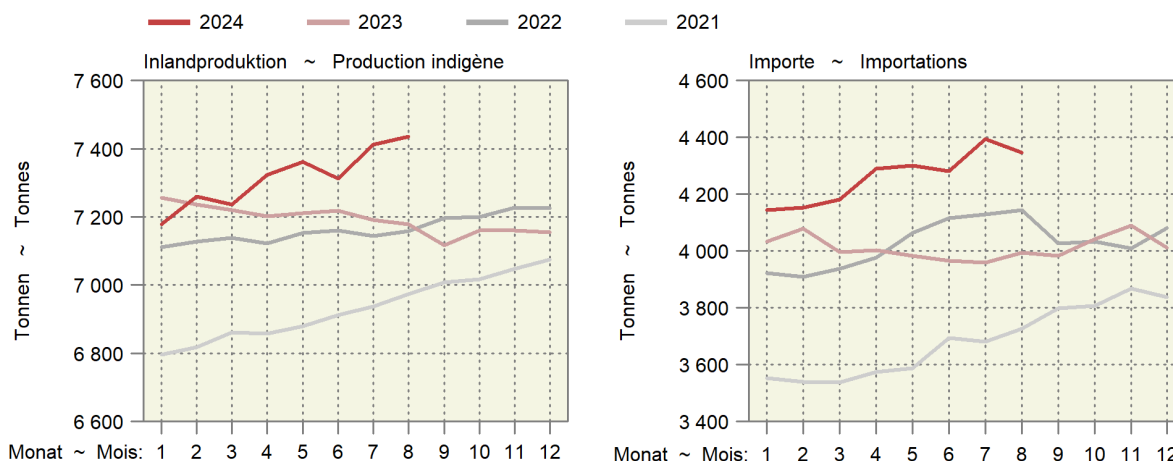 2024 2023 2022 2021
Inlandproduktion ~ Production indigène
Importe ~ Importations
Tonnen ~ Tonnes
7 600
7 400
7 200
7 000
6 800
6 600
Monat ~ Mois: 1 2 3 4 5 6 7 8 9 10 11 12
Tonnen ~ Tonnes
4 600
4 400
4 200
4 000
3 800
3 600
3 400
Monat ~ Mois: 1 2 3 4 5 6 7 8 9 10 11 12